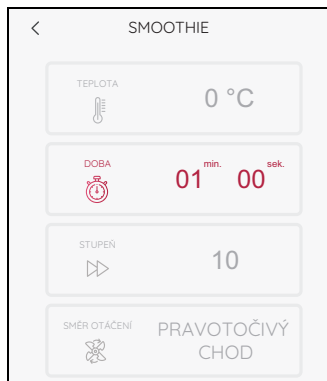 SMOOTHIE
TEPLOTA
0 °C
DOBA
01 min. 00 sek.
STUPEŇ
10
SMĚR OTÁČENÍ
PRAVOTOČIVÝ
CHOD